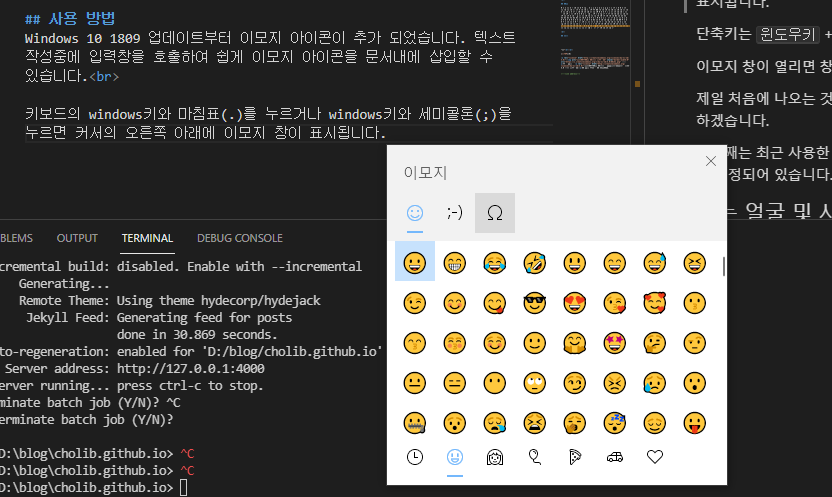 ## 사용 방법
Windows 10 1809 업데이트부터 이모지 아이콘이 추가 되었습니다. 텍스트
작성중에 입력창을 호출하여 쉽게 이모지 아이콘을 문서내에 삽입할 수
있습니다.<br>
키보드의 windows키와 마침표(.)를 누르거나 windows키와 세미콜론(;)을
누르면 커서의 오른쪽 아래에 이모지 창이 표시됩니다.
표시됩니다.
단축키는 윈도우키 +
이모지 창이 열리면 창
제일 처음에 나오는 것
하겠습니다.
째는 최근 사용한
정되어 있습니다.
얼굴 및 사
이모지
;-)
Ω
BLEMS OUTPUT TERMINAL DEBUG CONSOLE
cremental build: disabled. Enable with --incremental
Generating...
Remote Theme: Using theme hydecorp/hydejack
Jekyll Feed: Generating feed for posts
done in 30.869 seconds.
to-regeneration: enabled for 'D:/blog/cholib.github.io'
Server address: http://127.0.0.1:4000
erver running... press ctrl-c to stop.
minate batch job (Y/N)? ^C
erminate batch job (Y/N)?
D:\blog\cholib.github.io> ^C
D:\blog\cholib.github.io> ^C
D:\blog\cholib.github.io>